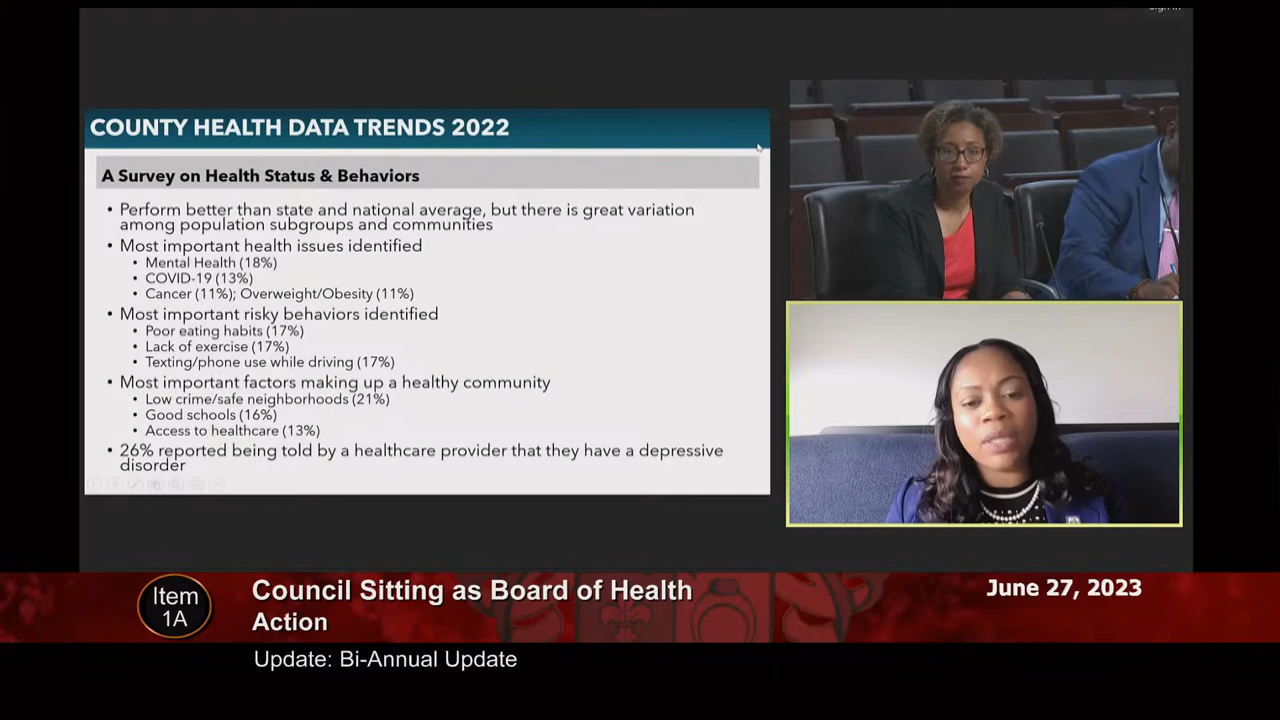 Sign in
COUNTY HEALTH DATA TRENDS 2022
A Survey on Health Status & Behaviors
• Perform better than state and national average, but there is great variation
among population subgroups and communities
• Most important health issues identified
• Mental Health (18%)
• COVID-19 (13%)
• Cancer (11%); Overweight/Obesity (11%)
• Most important risky behaviors identified
• Poor eating habits (17%)
• Lack of exercise (17%)
• Texting/phone use while driving (17%)
• Most important factors making up a healthy community
• Low crime/safe neighborhoods (21%)
• Good schools (16%)
• Access to healthcare (13%)
• 26% reported being told by a healthcare provider that they have a depressive
disorder
Item
1A
Council Sitting as Board of Health
Action
June 27, 2023
Update: Bi-Annual Update